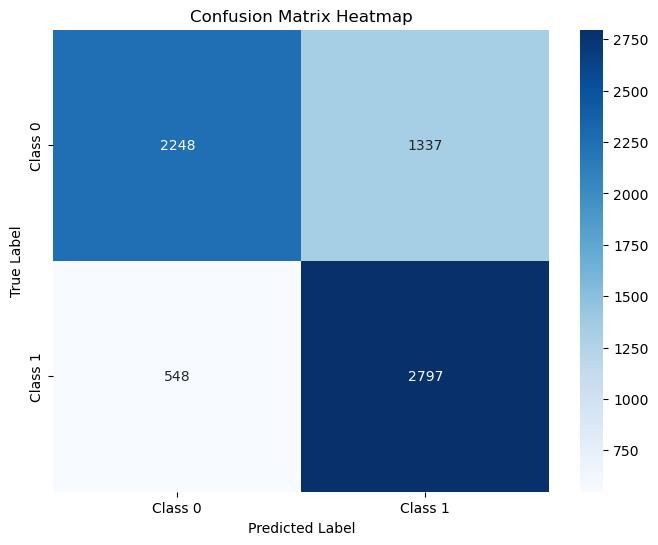 Confusion Matrix Heatmap
True Label
Class 0
2248
1337
Class 1
548
2797
Class 0
Class 1
Predicted Label
2750
2500
2250
2000
1750
1500
1250
1000
750